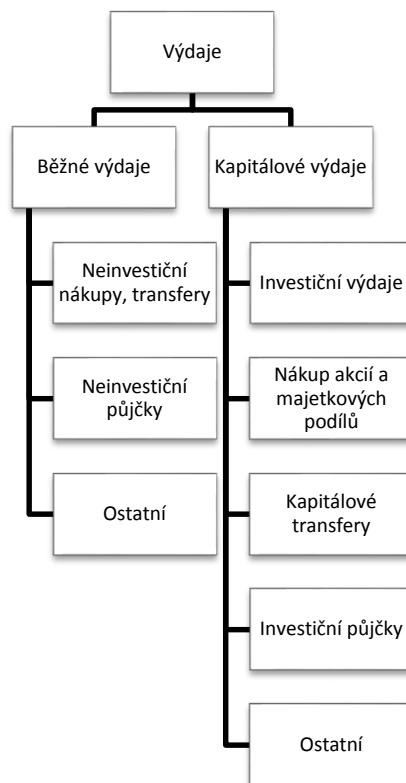 Výdaje
Běžné výdaje
Kapitálové výdaje
Neinvestiční
nákupy, transfery
Neinvestiční
půjčky
Ostatní
Investiční výdaje
Nákup akcií a
majetkových
podílů
Kapitálové
transfery
Investiční půjčky
Ostatní